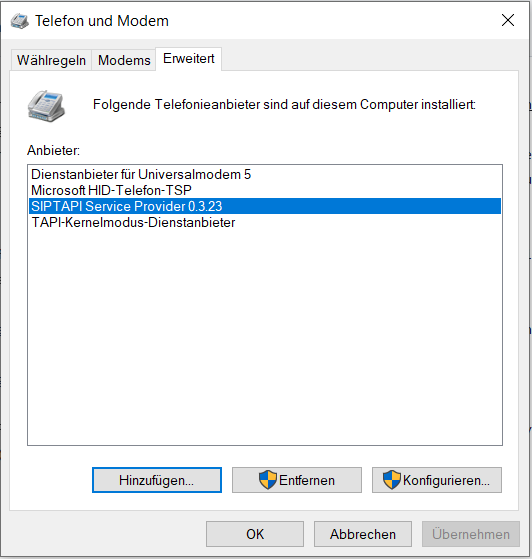 Telefon und Modem
Wählregeln Modems Erweitert
Folgende Telefonieanbieter sind auf diesem Computer installiert:
Anbieter:
Dienstanbieter für Universalmodem 5
Microsoft HID-Telefon-TSP
SIPTAPI Service Provider 0.3.23
TAPI-Kernelmodus-Dienstanbieter
Hinzufügen... Entfernen Konfigurieren...
OK Abbrechen Übernehmen